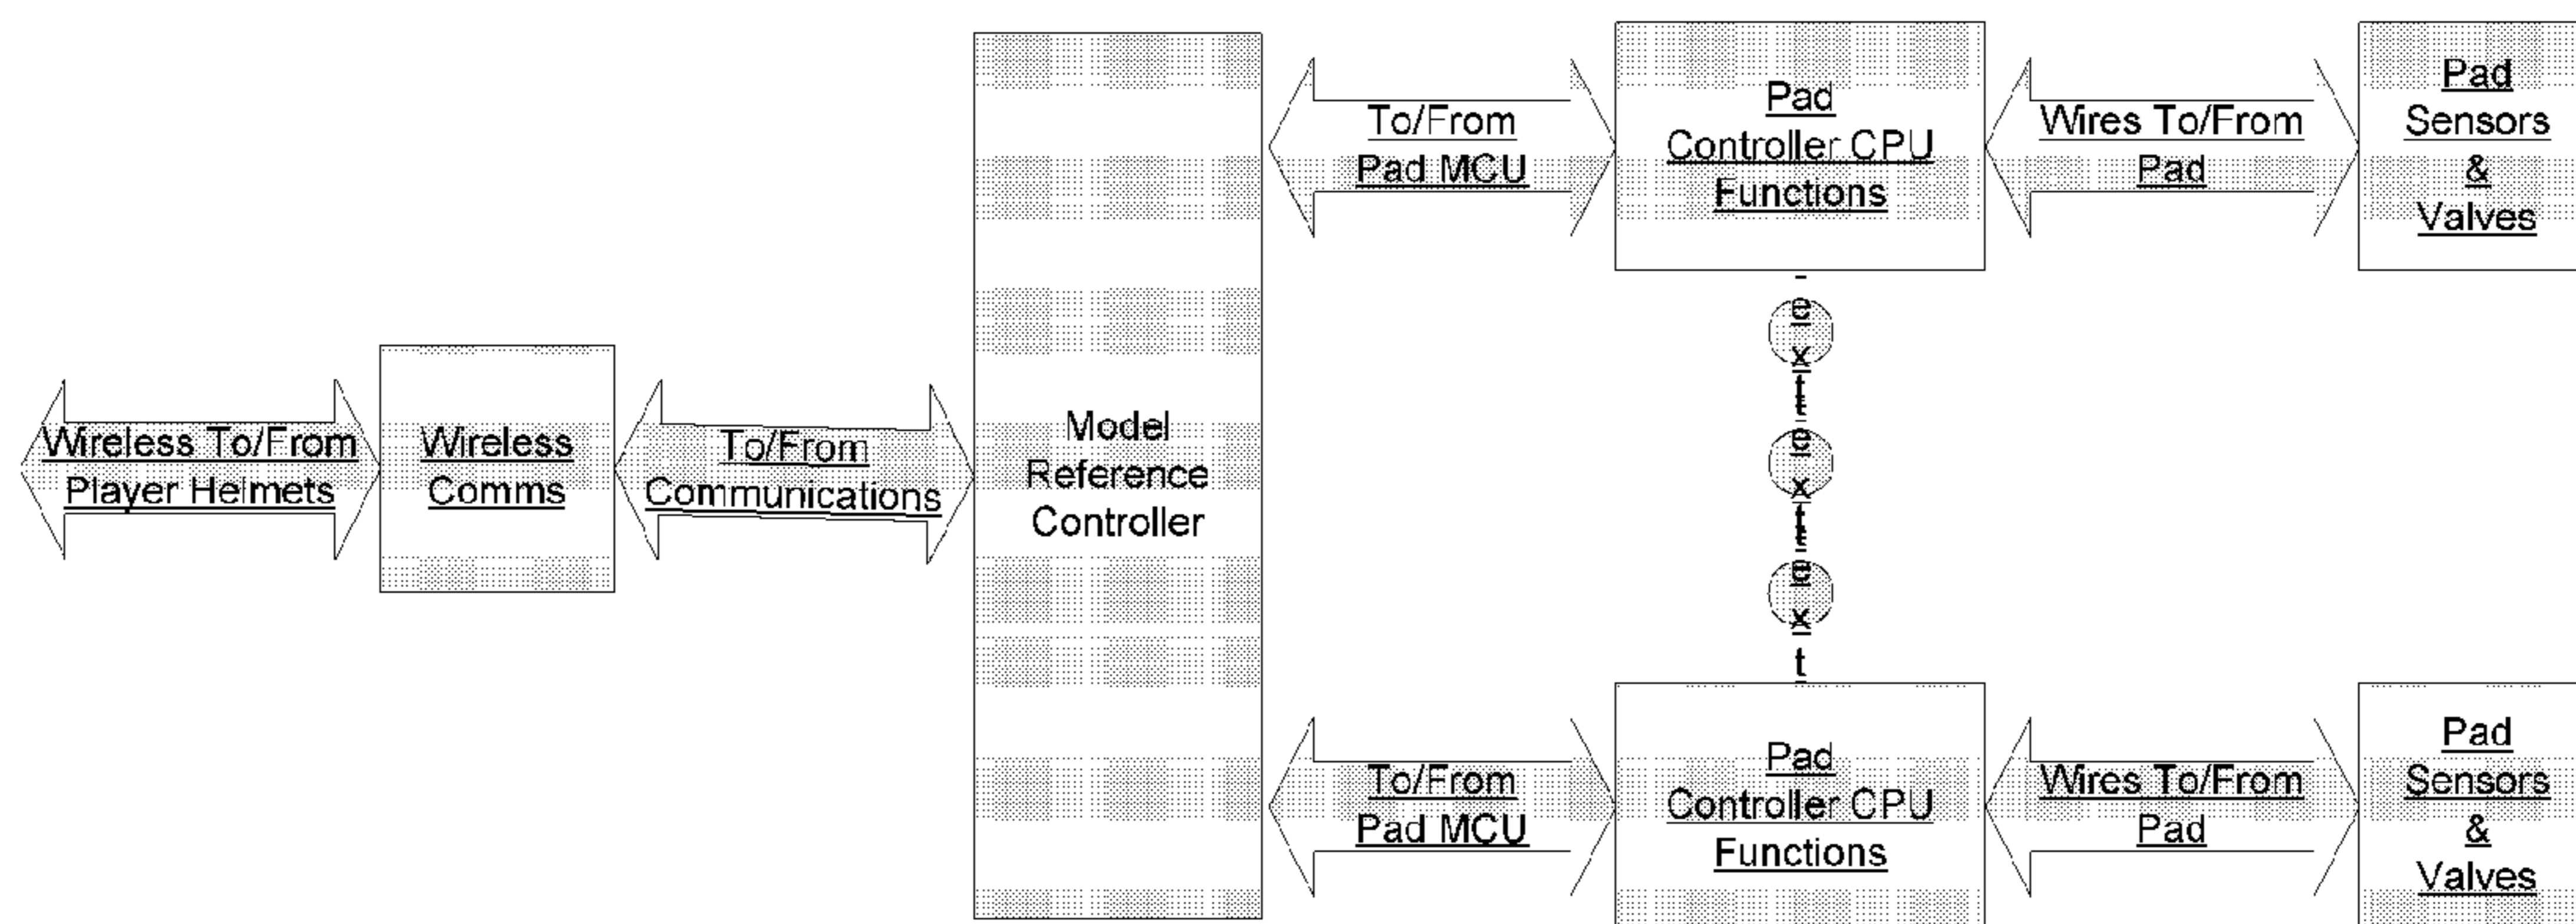 Wireless To/From
Player Helmets
Wireless
Comms
To/From
Communications
Model
Reference
Controller
To/From
Pad MCU
Pad
Controller CPU
Functions
Wires To/From
Pad
Pad
Sensors
&
Valves
t
e
x
t
e
x
t
e
x
t
To/From
Pad MCU
Pad
Controller CPU
Functions
Wires To/From
Pad
Pad
Sensors
&
Valves